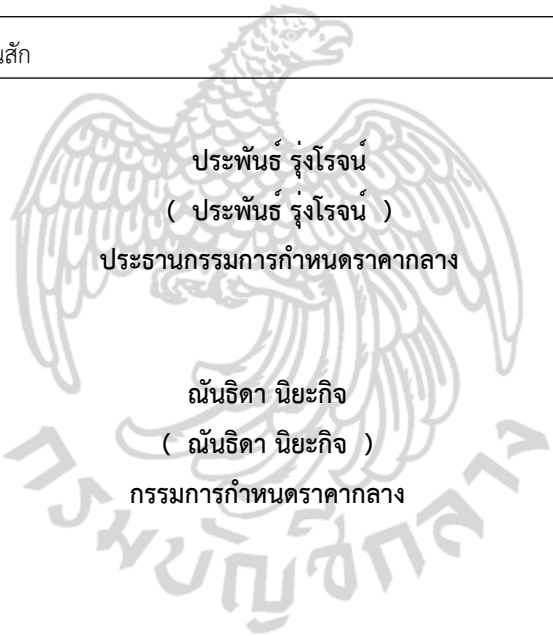 นสัก
ประพันธ์ รุ่งโรจน์
( ประพันธ์ รุ่งโรจน์ )
ประธานกรรมการกำหนดราคากลาง
ณันธิดา นิยะกิจ
( ณันธิดา นิยะกิจ )
กรรมการกำหนดราคากลาง
กรมบัญชีกลาง